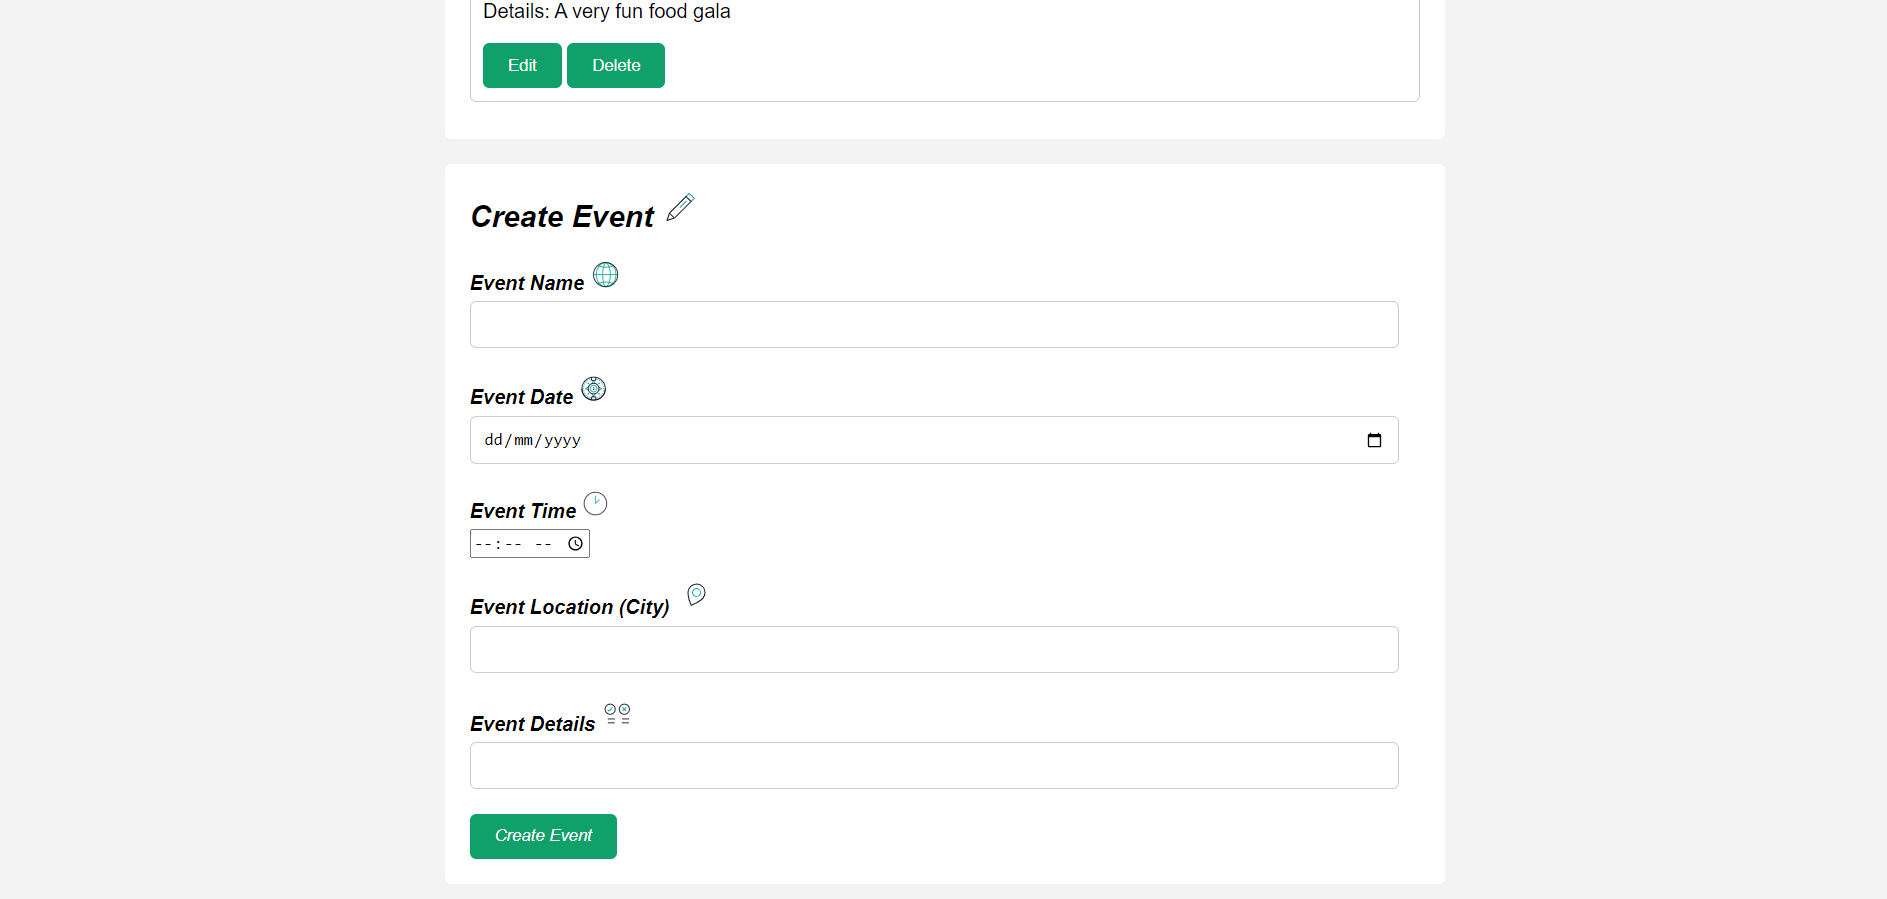 Details: A very fun food gala
Edit Delete
Create Event
Event Name
Event Date
dd/mm/yyyy
Event Time
--:-- --
Event Location (City)
Event Details
Create Event